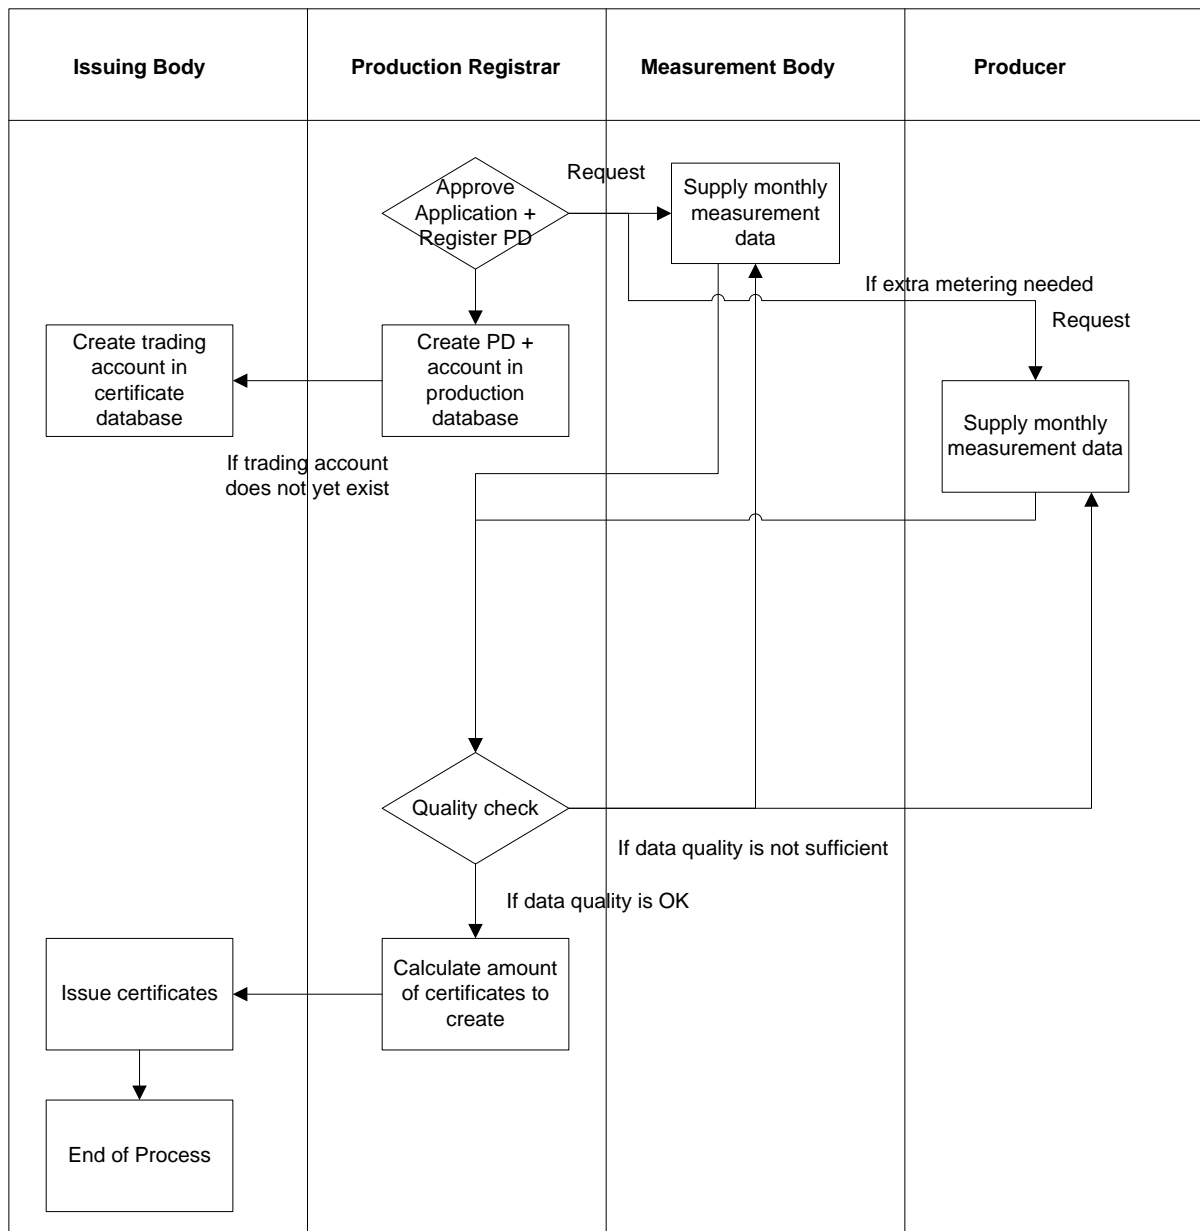 Issuing Body
Production Registrar
Measurement Body
Producer
Approve
Application +
Register PD
Request
Supply monthly
measurement
data
If extra metering needed
Request
Create trading
account in
certificate
database
Create PD +
account in
production
database
Supply monthly
measurement data
If trading account
does not yet exist
Quality check
If data quality is not sufficient
If data quality is OK
Issue certificates
Calculate amount
of certificates to
create
End of Process